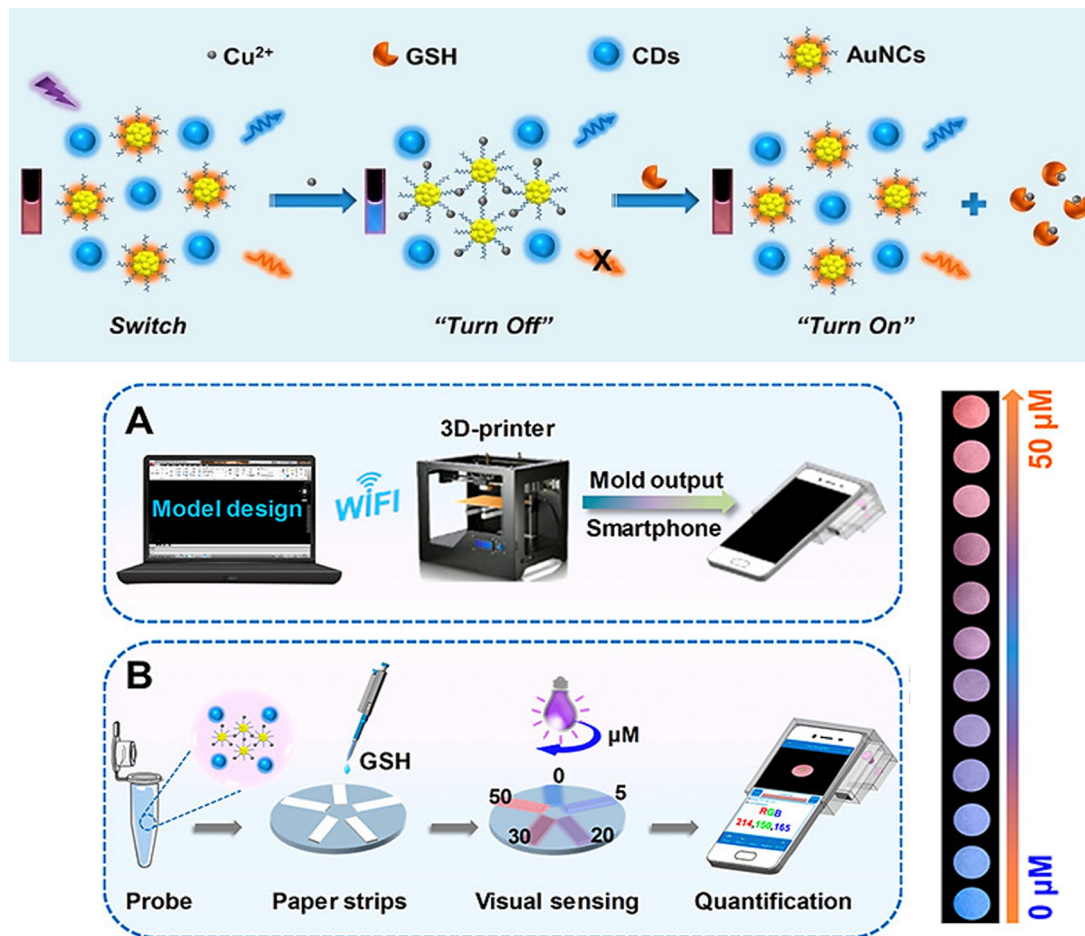 Cu²⁺
GSH
CDs
AuNCs
X
Switch
"Turn Off"
"Turn On"
A
Model design
WiFi
3D-printer
Mold output
Smartphone
50 µM
0 µM
B
GSH
µM
0
5
20
30
50
RGB
214,150,165
Probe
Paper strips
Visual sensing
Quantification